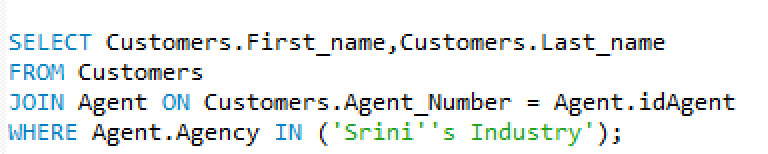 SELECT Customers.First_name,Customers.Last_name
FROM Customers
JOIN Agent ON Customers.Agent_Number = Agent.idAgent
WHERE Agent.Agency IN ('Srini''s Industry');